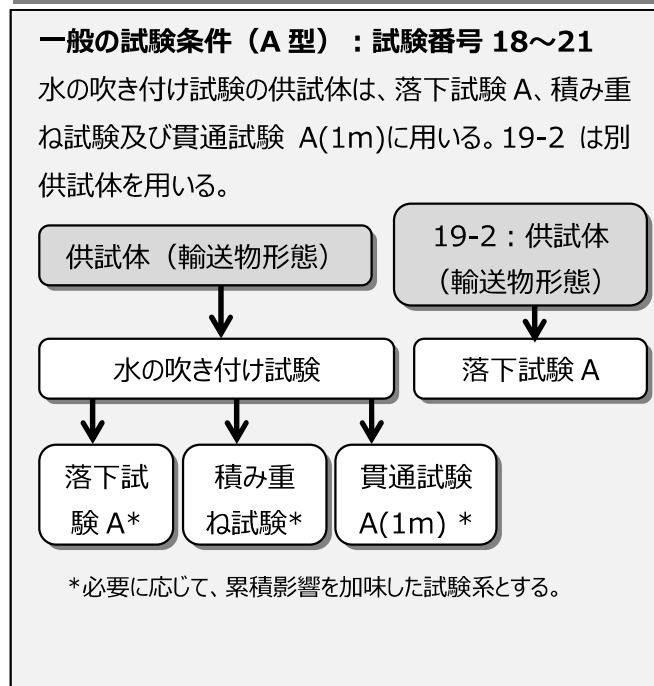 一般の試験条件（A 型）：試験番号 18～21
水の吹き付け試験の供試体は、落下試験 A、積み重
ね試験及び貫通試験 A(1m)に用いる。19-2 は別
供試体を用いる。
供試体（輸送物形態）
19-2：供試体
（輸送物形態）
水の吹き付け試験
落下試験 A
落下試
験 A*
積み重
ね試験*
貫通試験
A(1m) *
*必要に応じて、累積影響を加味した試験系とする。